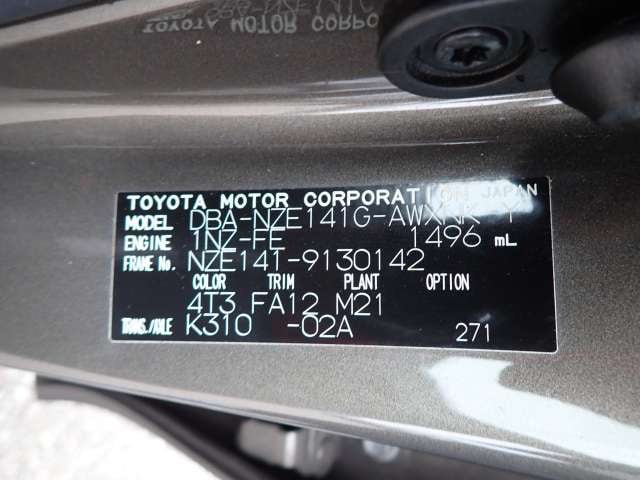 TOYOTA MOTOR CORPORATION JAPAN
MODEL DBA-NZE141G-AWXNK Y
ENGINE 1NZ-FE 1496 mL
FRAME No. NZE141-9130142
COLOR TRIM PLANT OPTION
4T3 FA12 M21
TRANS./AXLE K310 -02A 271